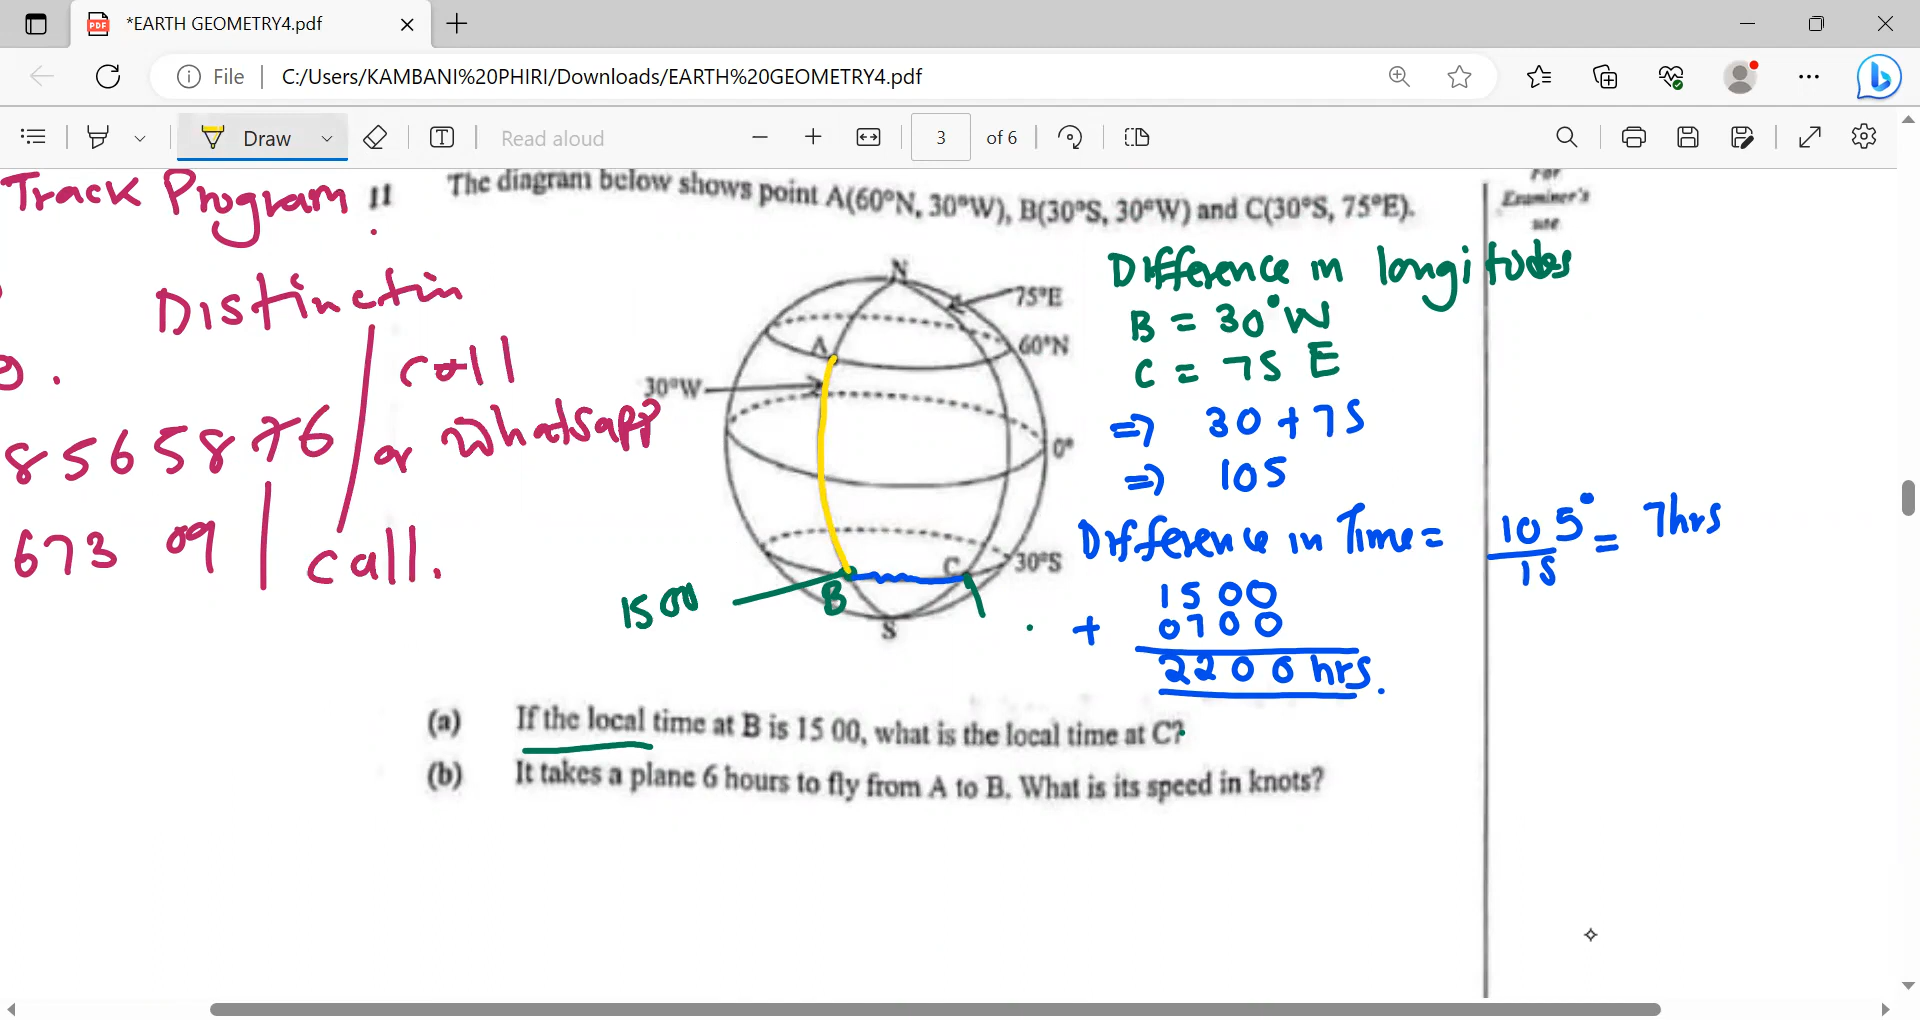 *EARTH GEOMETRY4.pdf
File
C:/Users/KAMBANI%20PHIRI/Downloads/EARTH%20GEOMETRY4.pdf
Draw
Read aloud
3
of 6
Track Program
11
The diagram below shows point A(60°N, 30°W), B(30°S, 30°W) and C(30°S, 75°E).
For
Examiner's
use
Distinctin
call
or whatsapp
8565876
673 09
call.
N
75°E
A
60°N
30°W
0°
C
30°S
B
S
1500
Difference in longitudes
B = 30°W
C = 75 E
=> 30 + 75
=> 105
Difference in Time = 105° = 7hrs
15
1500
+ 0700
2200 hrs.
(a) If the local time at B is 15 00, what is the local time at C?
(b) It takes a plane 6 hours to fly from A to B. What is its speed in knots?